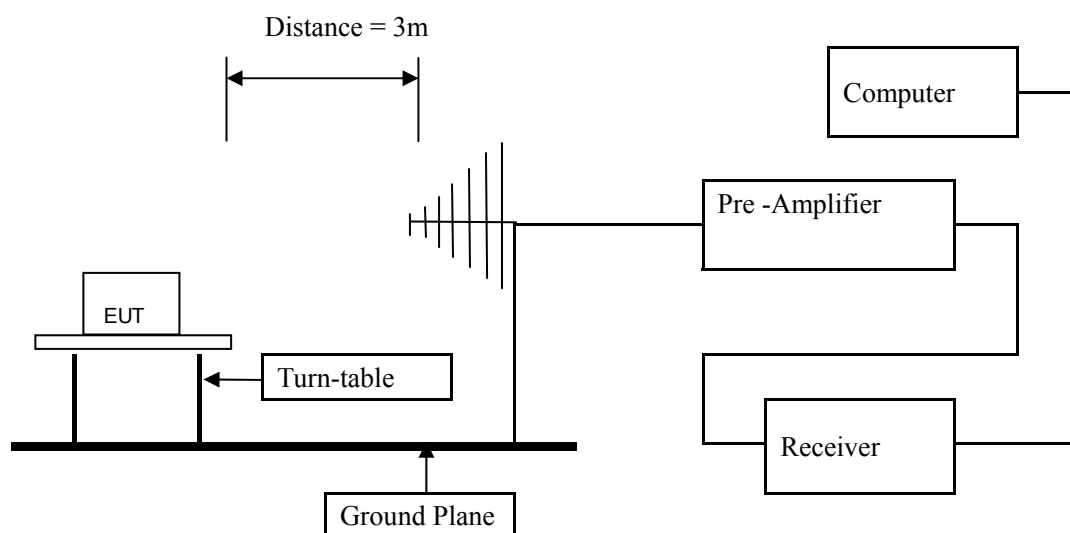 Distance = 3m
Computer
Pre -Amplifier
EUT
Turn-table
Receiver
Ground Plane